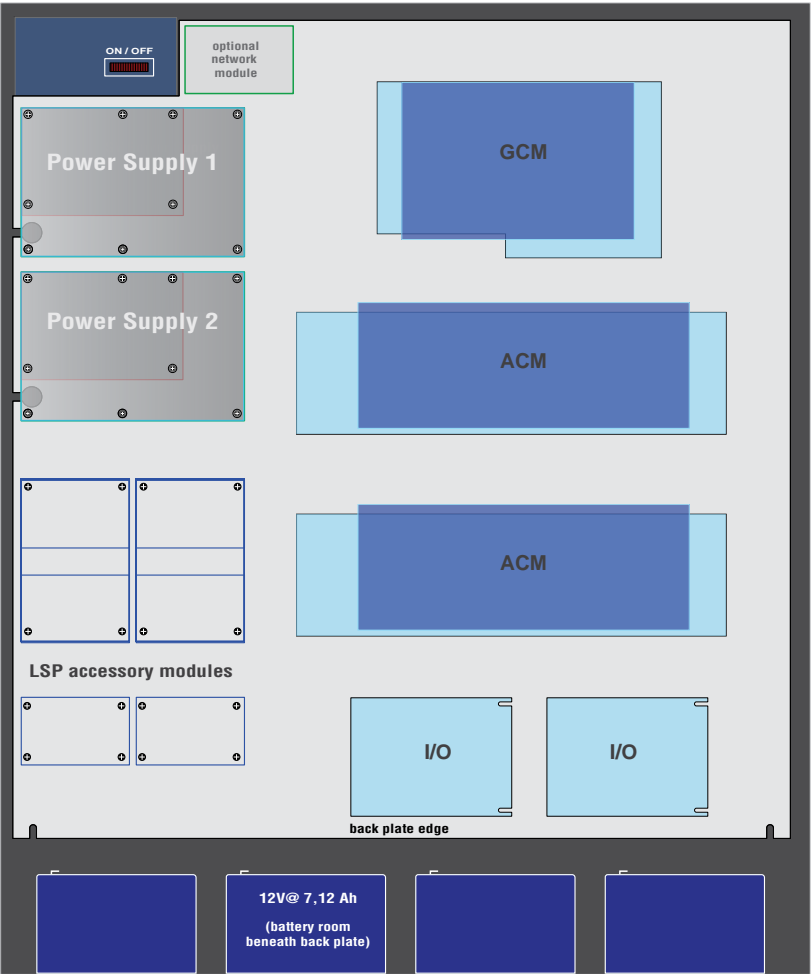 ON / OFF
optional
network
module
Power Supply 1
GCM
Power Supply 2
ACM
ACM
LSP accessory modules
I/O
I/O
back plate edge
12V@ 7,12 Ah
(battery room
beneath back plate)